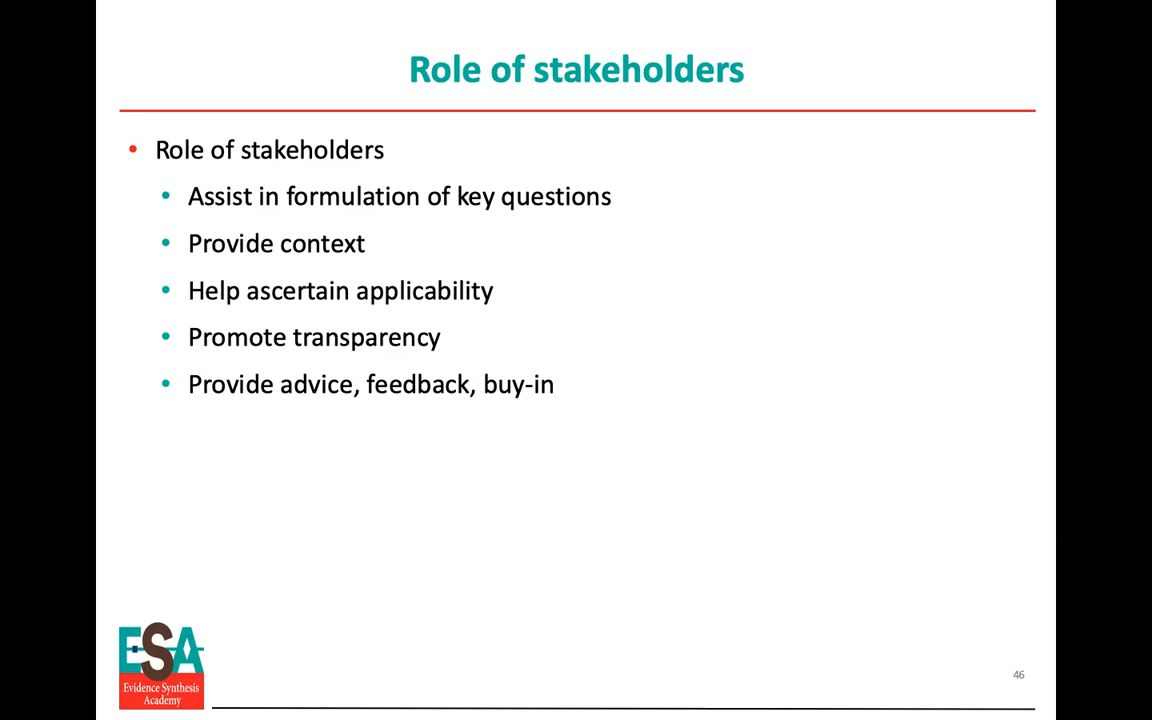 Role of stakeholders
• Role of stakeholders
• Assist in formulation of key questions
• Provide context
• Help ascertain applicability
• Promote transparency
• Provide advice, feedback, buy-in
ESA
Evidence Synthesis
Academy
46